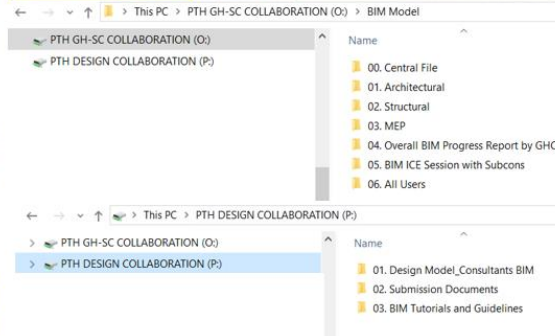 This PC > PTH GH-SC COLLABORATION (O:) > BIM Model
PTH GH-SC COLLABORATION (O:)
PTH DESIGN COLLABORATION (P:)
Name
00. Central File
01. Architectural
02. Structural
03. MEP
04. Overall BIM Progress Report by GHC
05. BIM ICE Session with Subcons
06. All Users
This PC > PTH DESIGN COLLABORATION (P:)
PTH GH-SC COLLABORATION (O:)
PTH DESIGN COLLABORATION (P:)
Name
01. Design Model_Consultants BIM
02. Submission Documents
03. BIM Tutorials and Guidelines